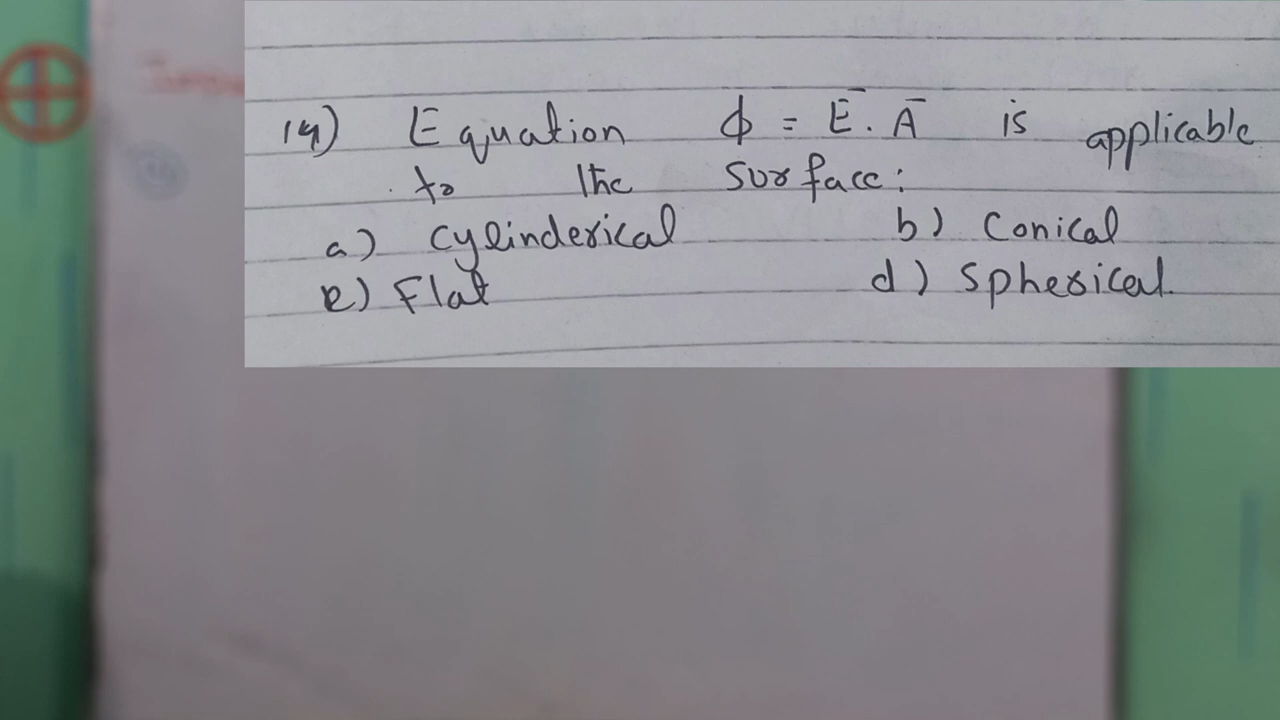 14) Equation ϕ = E̅. A̅ is applicable
to the surface:
a) cylinderical b) Conical
c) Flat d) Spherical.